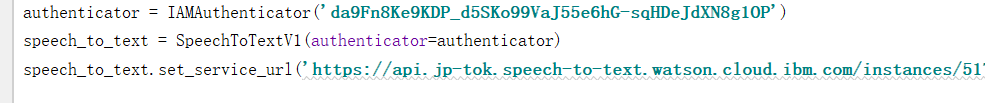 authenticator = IAMAuthenticator('da9Fn8Ke9KDP_d5SKo99VaJ55e6hG-sqHDeJdXN8g1OP')
speech_to_text = SpeechToTextV1(authenticator=authenticator)
speech_to_text.set_service_url('https://api.jp-tok.speech-to-text.watson.cloud.ibm.com/instances/517